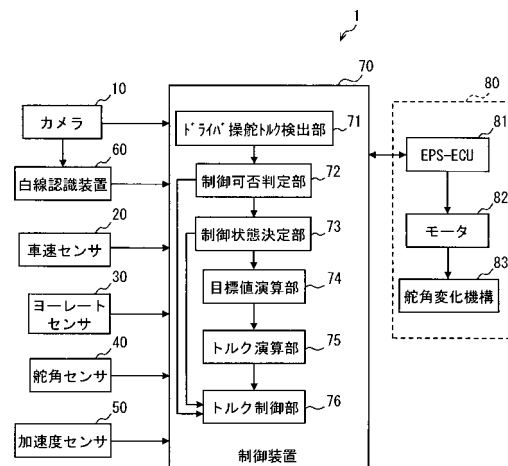 1
10
カメラ
60
白線認識装置
20
車速センサ
30
ヨーレート
センサ
40
舵角センサ
50
加速度センサ
70
ﾄﾞﾗｲﾊﾞ操舵ﾄﾙｸ検出部
71
制御可否判定部
72
制御状態決定部
73
目標値演算部
74
トルク演算部
75
トルク制御部
76
制御装置
80
81
EPS-ECU
82
モータ
83
舵角変化機構